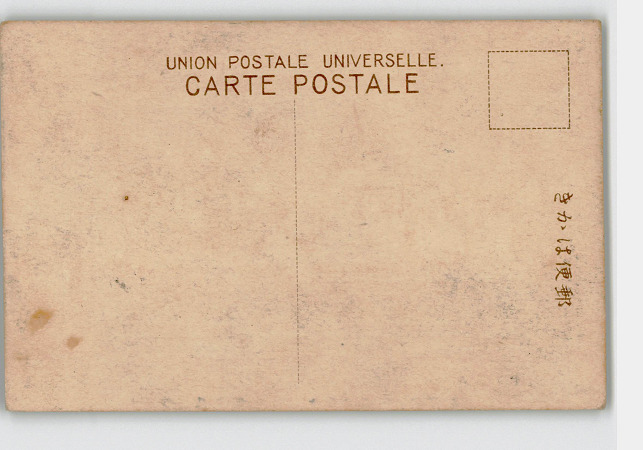 UNION POSTALE UNIVERSELLE.
CARTE POSTALE
きかは便郵